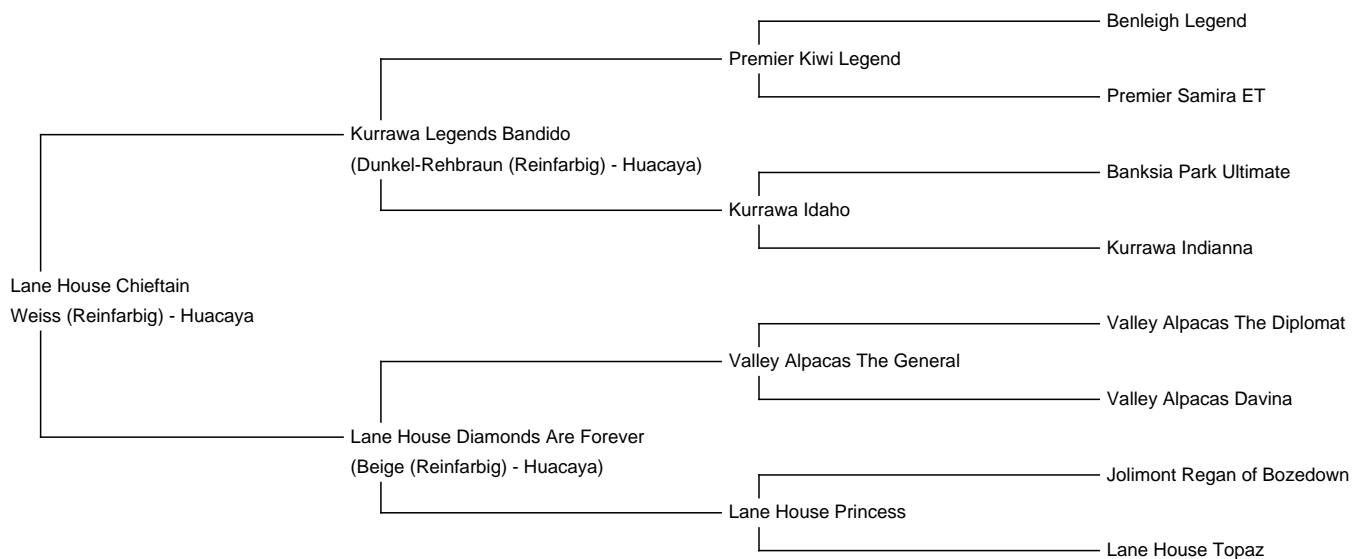 Benleigh Legend
Premier Kiwi Legend
Premier Samira ET
Kurrawa Legends Bandido
(Dunkel-Rehbraun (Reinfarbig) - Huacaya)
Banksia Park Ultimate
Kurrawa Idaho
Kurrawa Indianna
Lane House Chieftain
Weiss (Reinfarbig) - Huacaya
Valley Alpacas The Diplomat
Valley Alpacas The General
Valley Alpacas Davina
Lane House Diamonds Are Forever
(Beige (Reinfarbig) - Huacaya)
Jolimont Regan of Bozedown
Lane House Princess
Lane House Topaz